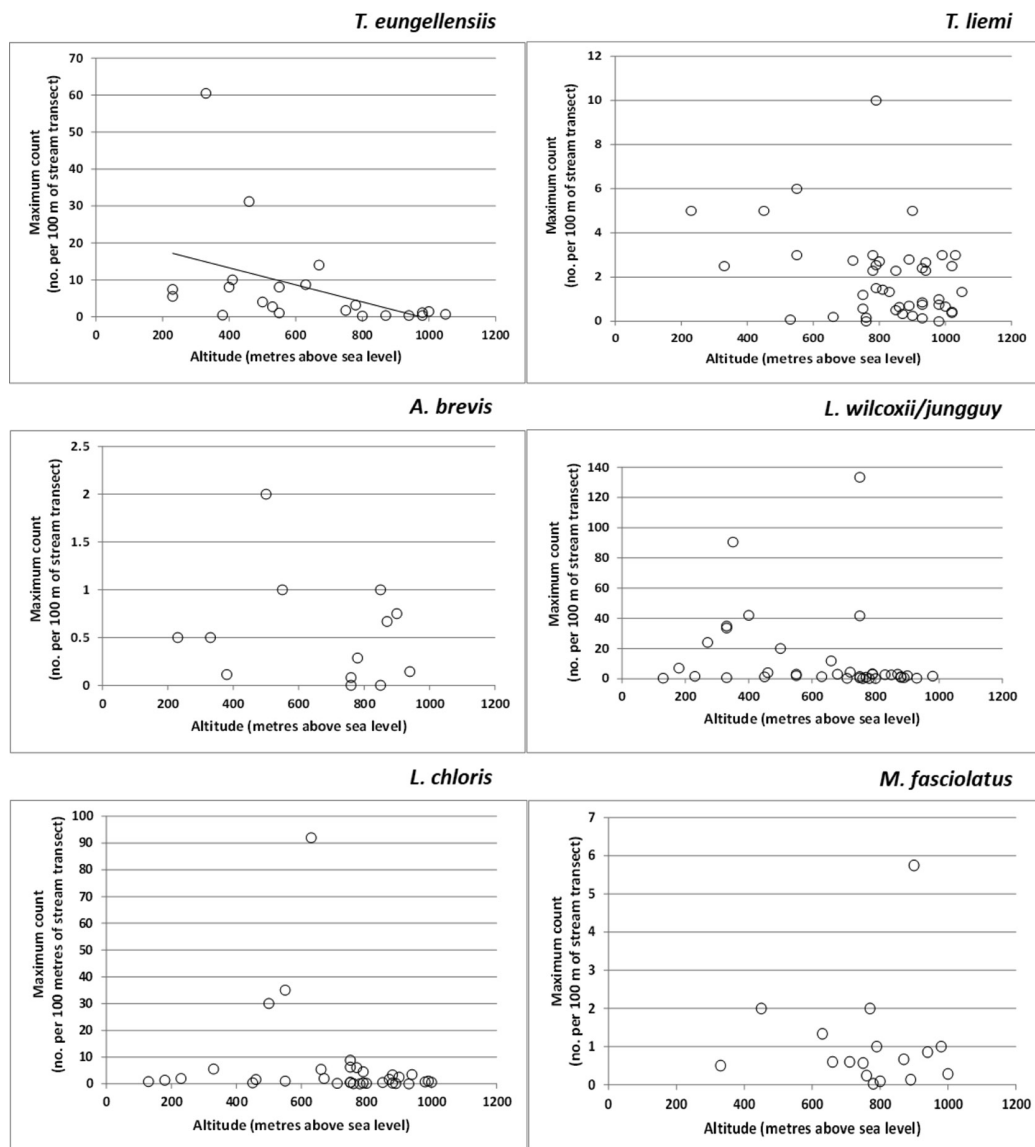 T. eungellensiis
Maximum count
(no. per 100 m of stream transect)
70
60
50
40
30
20
10
0
0 200 400 600 800 1000 1200
Altitude (metres above sea level)
T. liemi
Maximum count
(no. per 100 m of stream transect)
12
10
8
6
4
2
0
0 200 400 600 800 1000 1200
Altitude (metres above sea level)
A. brevis
Maximum count
(no. per 100 m of stream transect)
2.5
2
1.5
1
0.5
0
0 200 400 600 800 1000 1200
Altitude (metres above sea level)
L. wilcoxii/jungguy
Maximum count
(no. per 100 m of stream transect)
140
120
100
80
60
40
20
0
0 200 400 600 800 1000 1200
Altitude (metres above sea level)
L. chloris
Maximum count
(no. per 100 metres of stream transect)
100
90
80
70
60
50
40
30
20
10
0
0 200 400 600 800 1000 1200
Altitude (metres above sea level)
M. fasciolatus
Maximum count
(no. per 100 m of stream transect)
7
6
5
4
3
2
1
0
0 200 400 600 800 1000 1200
Altitude (metres above sea level)